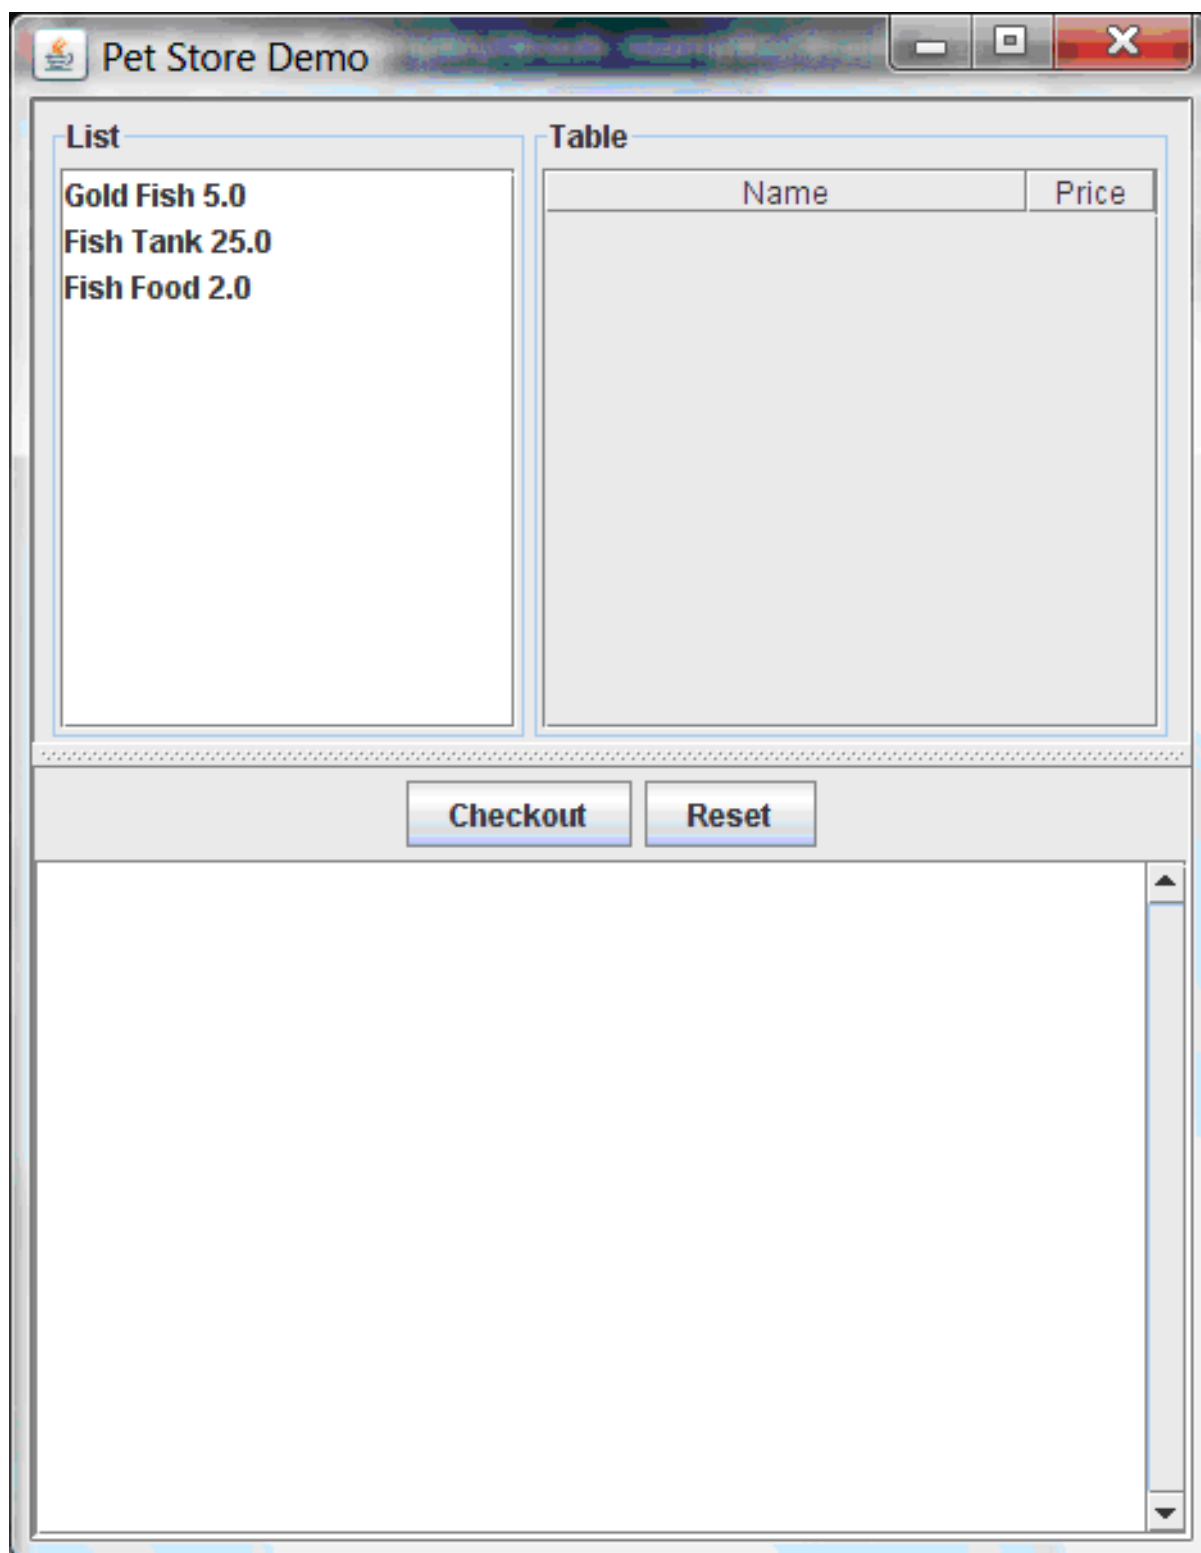 Pet Store Demo
List
Gold Fish 5.0
Fish Tank 25.0
Fish Food 2.0
Table
Name Price
Checkout Reset